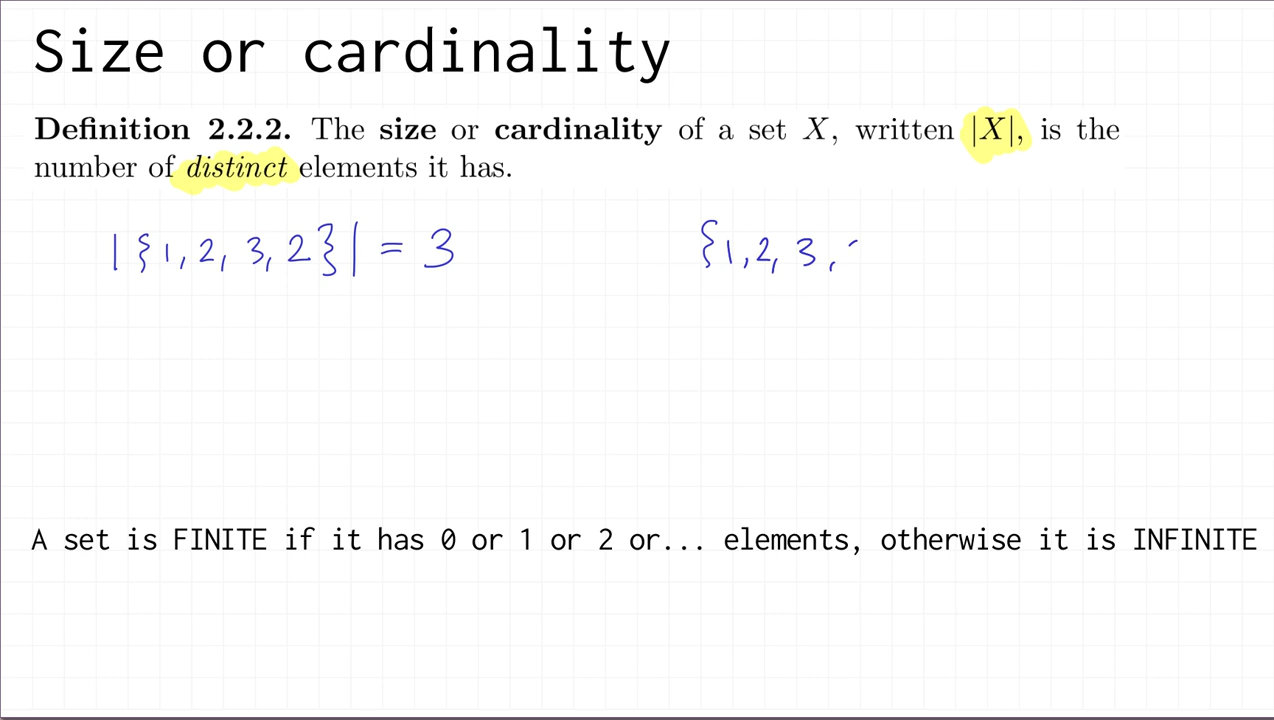 Size or cardinality
Definition 2.2.2. The size or cardinality of a set X, written |X|, is the
number of distinct elements it has.
|{1, 2, 3, 2}| = 3
{1, 2, 3,
A set is FINITE if it has 0 or 1 or 2 or... elements, otherwise it is INFINITE